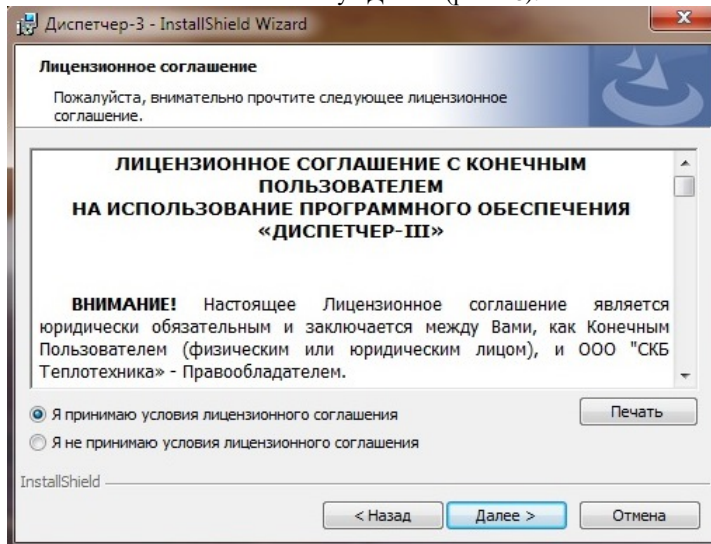 Диспетчер-3 - InstallShield Wizard
Лицензионное соглашение
Пожалуйста, внимательно прочтите следующее лицензионное
соглашение.
ЛИЦЕНЗИОННОЕ СОГЛАШЕНИЕ С КОНЕЧНЫМ
ПОЛЬЗОВАТЕЛЕМ
НА ИСПОЛЬЗОВАНИЕ ПРОГРАММНОГО ОБЕСПЕЧЕНИЯ
«ДИСПЕТЧЕР-III»
ВНИМАНИЕ! Настоящее Лицензионное соглашение является
юридически обязательным и заключается между Вами, как Конечным
Пользователем (физическим или юридическим лицом), и ООО "СКБ
Теплотехника» - Правообладателем.
Я принимаю условия лицензионного соглашения
Печать
Я не принимаю условия лицензионного соглашения
InstallShield
< Назад
Далее >
Отмена